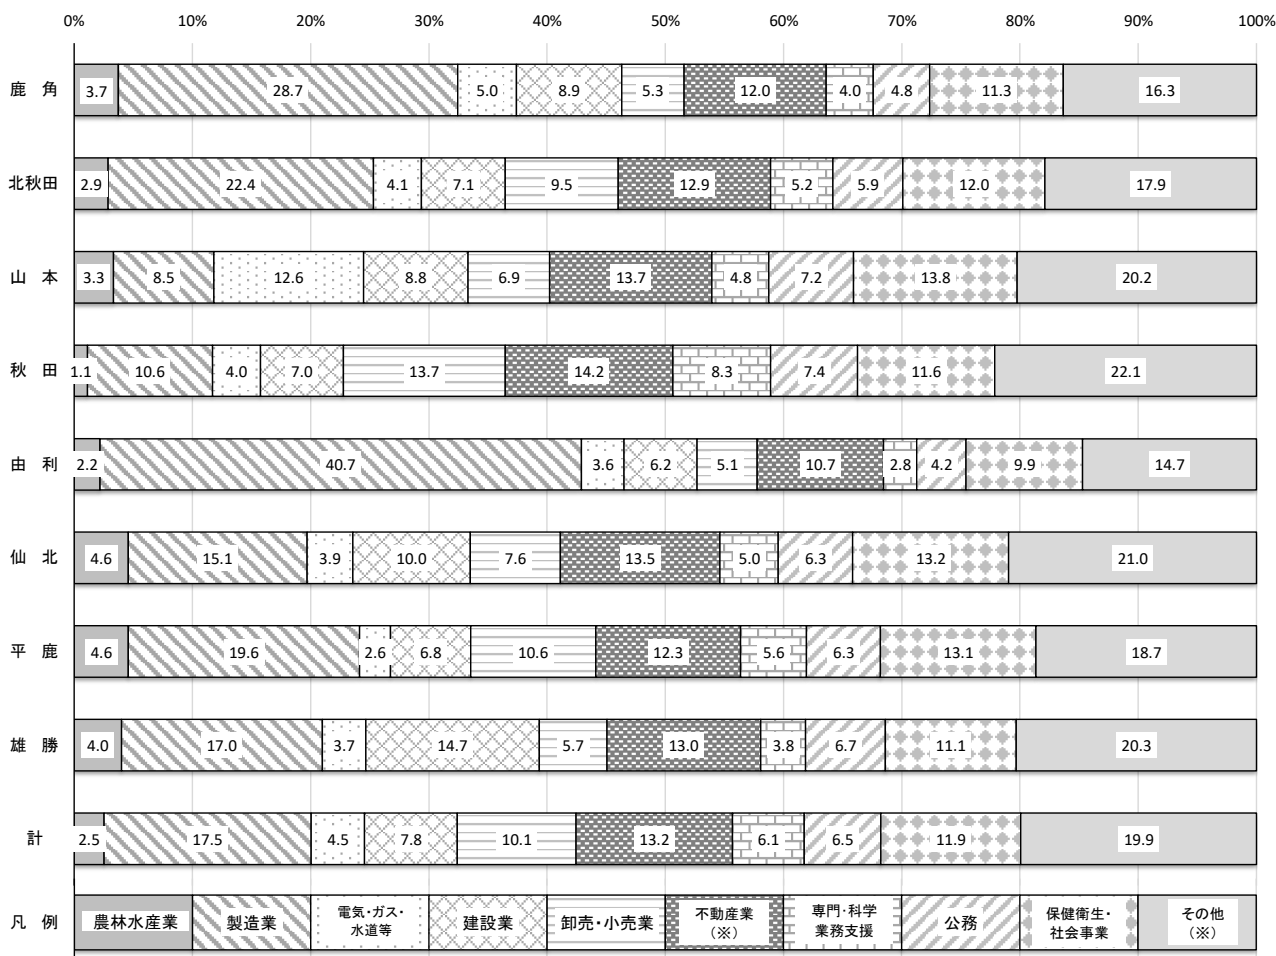 0% 10% 20% 30% 40% 50% 60% 70% 80% 90% 100%
鹿 角 3.7 28.7 5.0 8.9 5.3 12.0 4.0 4.8 11.3 16.3
北秋田 2.9 22.4 4.1 7.1 9.5 12.9 5.2 5.9 12.0 17.9
山 本 3.3 8.5 12.6 8.8 6.9 13.7 4.8 7.2 13.8 20.2
秋 田 1.1 10.6 4.0 7.0 13.7 14.2 8.3 7.4 11.6 22.1
由 利 2.2 40.7 3.6 6.2 5.1 10.7 2.8 4.2 9.9 14.7
仙 北 4.6 15.1 3.9 10.0 7.6 13.5 5.0 6.3 13.2 21.0
平 鹿 4.6 19.6 2.6 6.8 10.6 12.3 5.6 6.3 13.1 18.7
雄 勝 4.0 17.0 3.7 14.7 5.7 13.0 3.8 6.7 11.1 20.3
計 2.5 17.5 4.5 7.8 10.1 13.2 6.1 6.5 11.9 19.9
凡 例
農林水産業
製造業
電気・ガス・
水道等
建設業
卸売・小売業
不動産業
（※）
専門・科学
業務支援
公務
保健衛生・
社会事業
その他
（※）